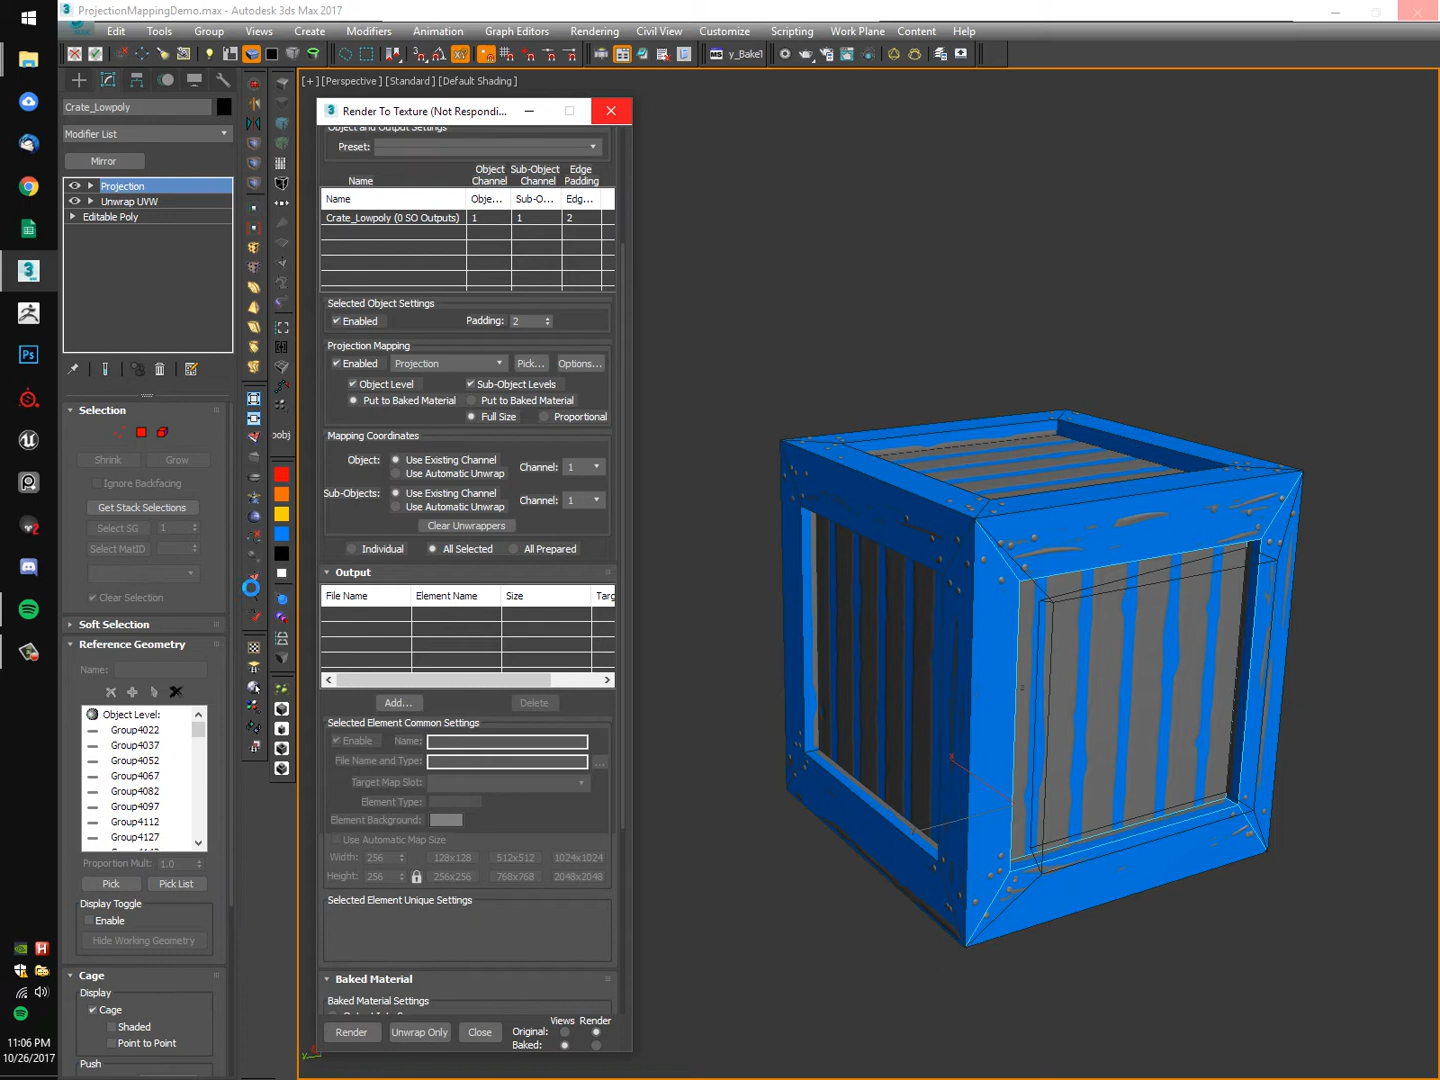 ProjectionMappingDemo.max - Autodesk 3ds Max 2017
Edit Tools Group Views Create Modifiers Animation Graph Editors Rendering Civil View Customize Scripting Work Plane Content Help
MS y_Bake1
[+] [Perspective] [Standard] [Default Shading]
Crate_Lowpoly
Modifier List
Mirror
Projection
Unwrap UVW
Editable Poly
Selection
Shrink Grow
Ignore Backfacing
Get Stack Selections
Select SG 1
Select MatID
Clear Selection
Soft Selection
Reference Geometry
Name:
Object Level:
Group4022
Group4037
Group4052
Group4067
Group4082
Group4097
Group4112
Group4127
Proportion Mult: 1.0
Pick Pick List
Display Toggle
Enable
Hide Working Geometry
Cage
Display
Cage
Shaded
Point to Point
Push
Render To Texture (Not Respondi...
Object and Output Settings
Preset:
Object Sub-Object Edge
Name Channel Channel Padding
Name Obje... Sub-O... Edg...
Crate_Lowpoly (0 SO Outputs) 1 1 2
Selected Object Settings
Enabled Padding: 2
Projection Mapping
Enabled Projection Pick... Options...
Object Level Sub-Object Levels
Put to Baked Material Put to Baked Material
Full Size Proportional
Mapping Coordinates
Object: Use Existing Channel Channel: 1
Use Automatic Unwrap
Sub-Objects: Use Existing Channel Channel: 1
Use Automatic Unwrap
Clear Unwrappers
Individual All Selected All Prepared
Output
File Name Element Name Size Targ
Add... Delete
Selected Element Common Settings
Enable Name:
File Name and Type: ...
Target Map Slot:
Element Type:
Element Background:
Use Automatic Map Size
Width: 256 128x128 512x512 1024x1024
Height: 256 256x256 768x768 2048x2048
Selected Element Unique Settings
Baked Material
Baked Material Settings
Views Render
Render Unwrap Only Close Original:
Baked:
obj
Ps
11:06 PM
10/26/2017